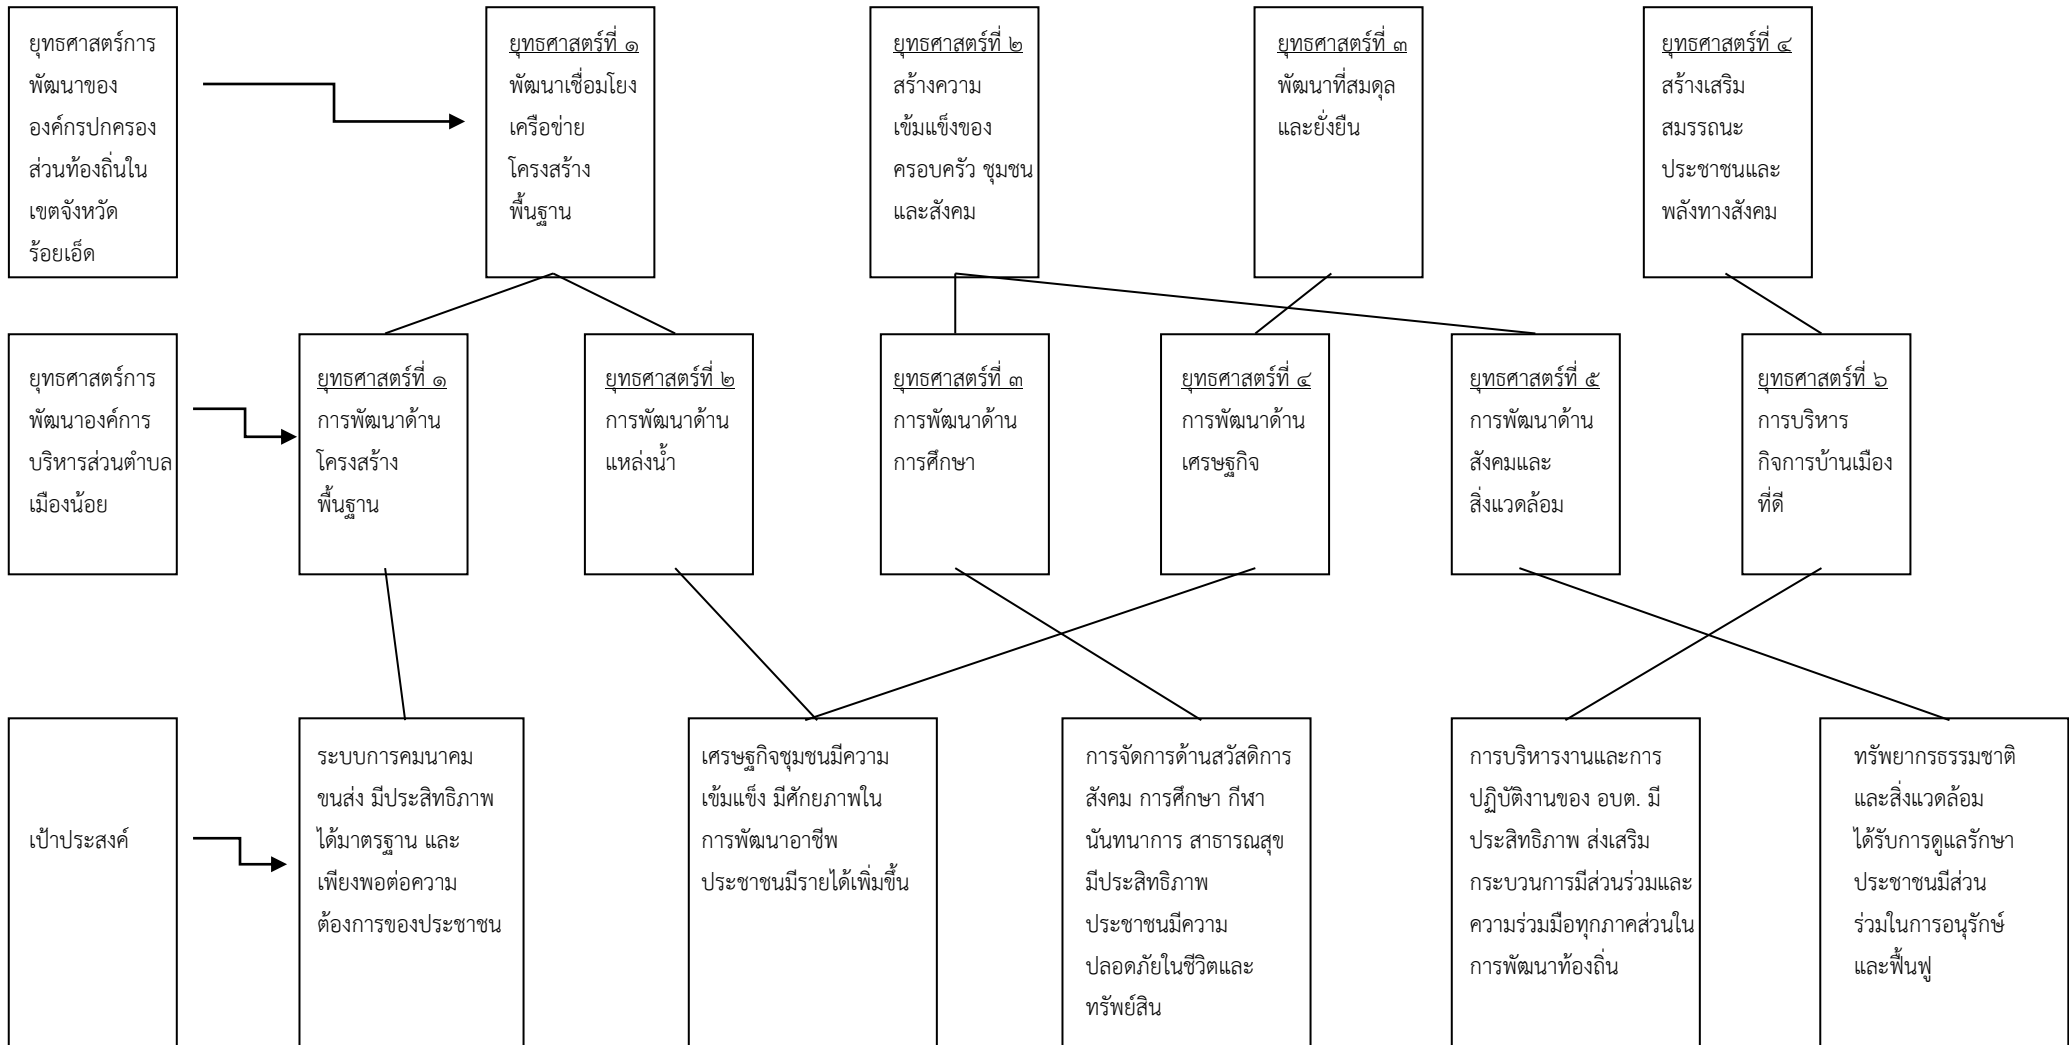 ยุทธศาสตร์การ
พัฒนาของ
องค์กรปกครอง
ส่วนท้องถิ่นใน
เขตจังหวัด
ร้อยเอ็ด
ยุทธศาสตร์ที่ ๑
พัฒนาเชื่อมโยง
เครือข่าย
โครงสร้าง
พื้นฐาน
ยุทธศาสตร์ที่ ๒
สร้างความ
เข้มแข็งของ
ครอบครัว ชุมชน
และสังคม
ยุทธศาสตร์ที่ ๓
พัฒนาที่สมดุล
และยั่งยืน
ยุทธศาสตร์ที่ ๔
สร้างเสริม
สมรรถนะ
ประชาชนและ
พลังทางสังคม
ยุทธศาสตร์การ
พัฒนาองค์การ
บริหารส่วนตำบล
เมืองน้อย
ยุทธศาสตร์ที่ ๑
การพัฒนาด้าน
โครงสร้าง
พื้นฐาน
ยุทธศาสตร์ที่ ๒
การพัฒนาด้าน
แหล่งน้ำ
ยุทธศาสตร์ที่ ๓
การพัฒนาด้าน
การศึกษา
ยุทธศาสตร์ที่ ๔
การพัฒนาด้าน
เศรษฐกิจ
ยุทธศาสตร์ที่ ๕
การพัฒนาด้าน
สังคมและ
สิ่งแวดล้อม
ยุทธศาสตร์ที่ ๖
การบริหาร
กิจการบ้านเมือง
ที่ดี
เป้าประสงค์
ระบบการคมนาคม
ขนส่ง มีประสิทธิภาพ
ได้มาตรฐาน และ
เพียงพอต่อความ
ต้องการของประชาชน
เศรษฐกิจชุมชนมีความ
เข้มแข็ง มีศักยภาพใน
การพัฒนาอาชีพ
ประชาชนมีรายได้เพิ่มขึ้น
การจัดการด้านสวัสดิการ
สังคม การศึกษา กีฬา
นันทนาการ สาธารณสุข
มีประสิทธิภาพ
ประชาชนมีความ
ปลอดภัยในชีวิตและ
ทรัพย์สิน
การบริหารงานและการ
ปฏิบัติงานของ อบต. มี
ประสิทธิภาพ ส่งเสริม
กระบวนการมีส่วนร่วมและ
ความร่วมมือทุกภาคส่วนใน
การพัฒนาท้องถิ่น
ทรัพยากรธรรมชาติ
และสิ่งแวดล้อม
ได้รับการดูแลรักษา
ประชาชนมีส่วน
ร่วมในการอนุรักษ์
และฟื้นฟู